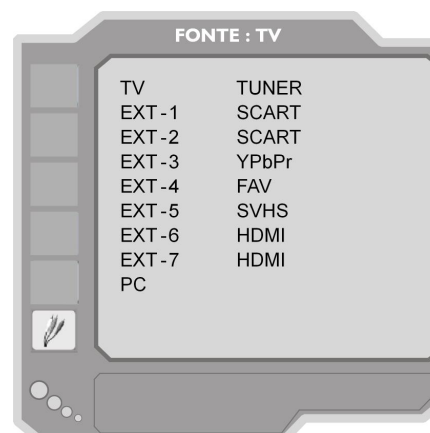 FONTE : TV
TV TUNER
EXT-1 SCART
EXT-2 SCART
EXT-3 YPbPr
EXT-4 FAV
EXT-5 SVHS
EXT-6 HDMI
EXT-7 HDMI
PC